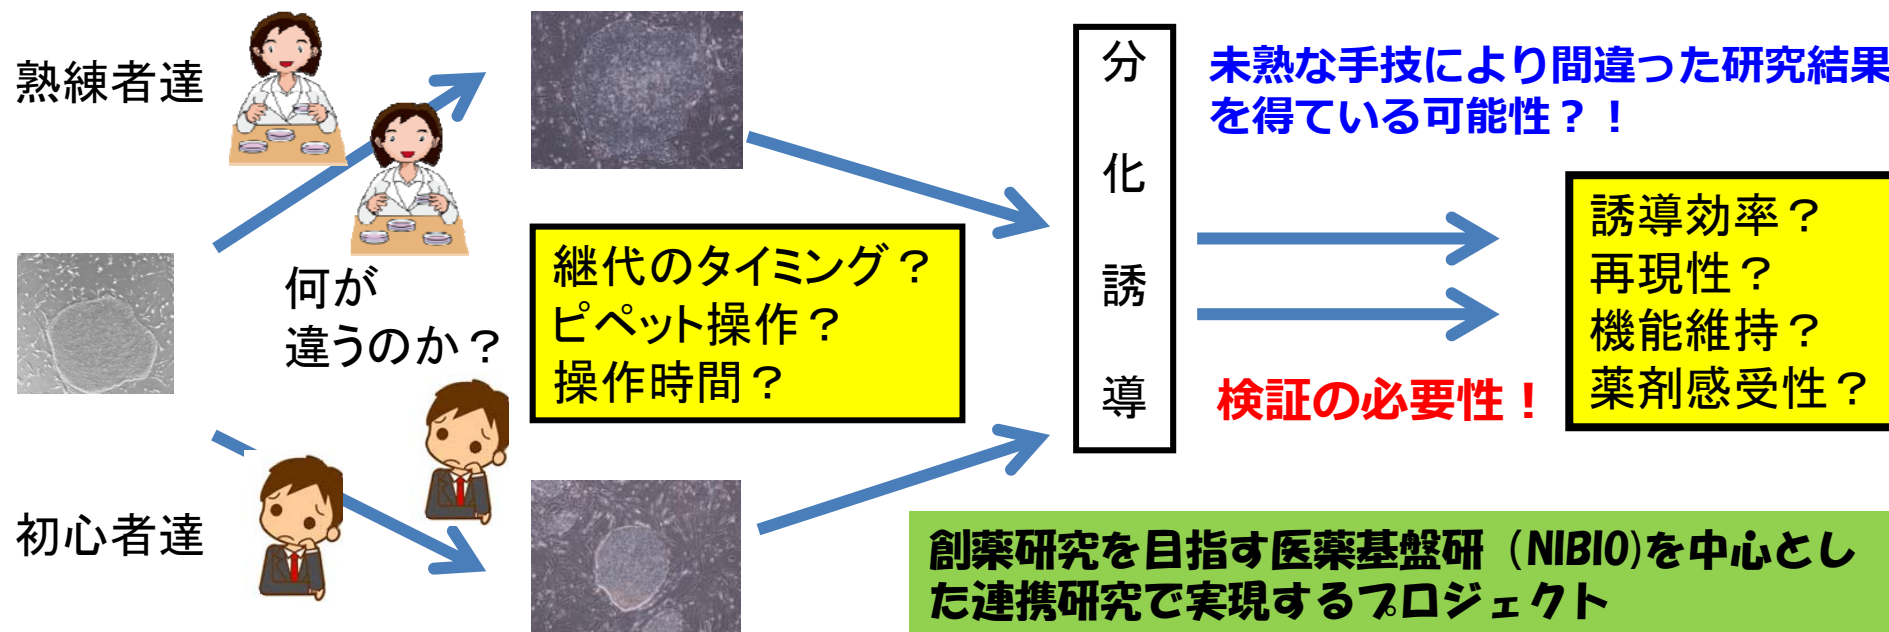 熟練者達
何が
違うのか？
初心者達
継代のタイミング？
ピペット操作？
操作時間？
分
化
誘
導
未熟な手技により間違った研究結果
を得ている可能性？！
誘導効率？
再現性？
機能維持？
薬剤感受性？
検証の必要性！
創薬研究を目指す医薬基盤研（NIBIO)を中心とし
た連携研究で実現するプロジェクト